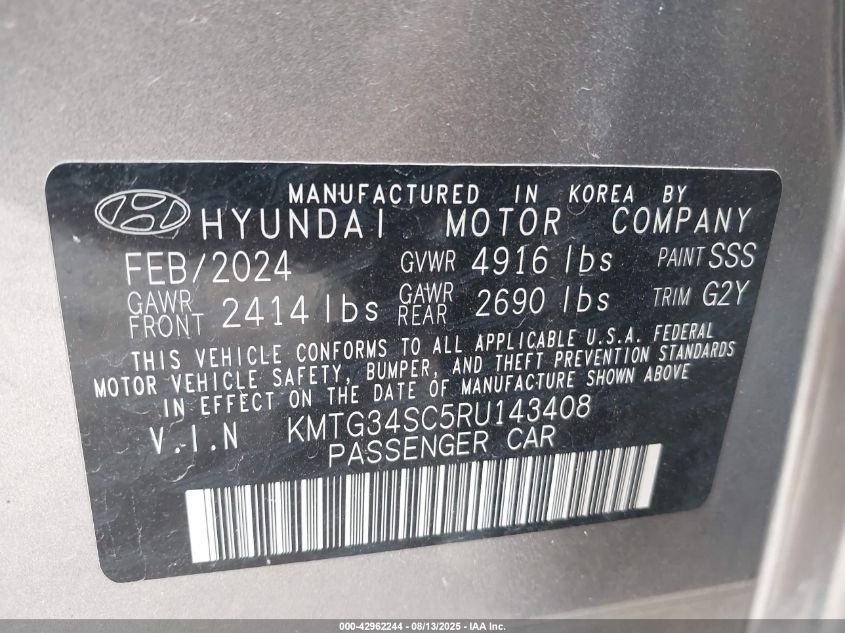 MANUFACTURED IN KOREA BY
HYUNDAI MOTOR COMPANY
FEB/2024 GVWR 4916 lbs PAINT SSS
GAWR FRONT 2414 lbs GAWR REAR 2690 lbs TRIM G2Y
THIS VEHICLE CONFORMS TO ALL APPLICABLE U.S.A. FEDERAL
MOTOR VEHICLE SAFETY, BUMPER, AND THEFT PREVENTION STANDARDS
IN EFFECT ON THE DATE OF MANUFACTURE SHOWN ABOVE
V.I.N KMTG34SC5RU143408
PASSENGER CAR
000-42962244 - 08/13/2025 - IAA Inc.